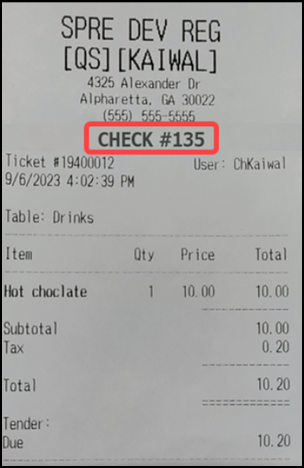 SPRE DEV REG
[QS][KAIWAL]
4325 Alexander Dr
Alpharetta, GA 30022
(555) 555-5555
CHECK #135
Ticket #19400012 User: ChKaiwal
9/6/2023 4:02:39 PM
Table: Drinks
Item Qty Price Total
Hot choclate 1 10.00 10.00
Subtotal 10.00
Tax 0.20
Total 10.20
Tender:
Due 10.20